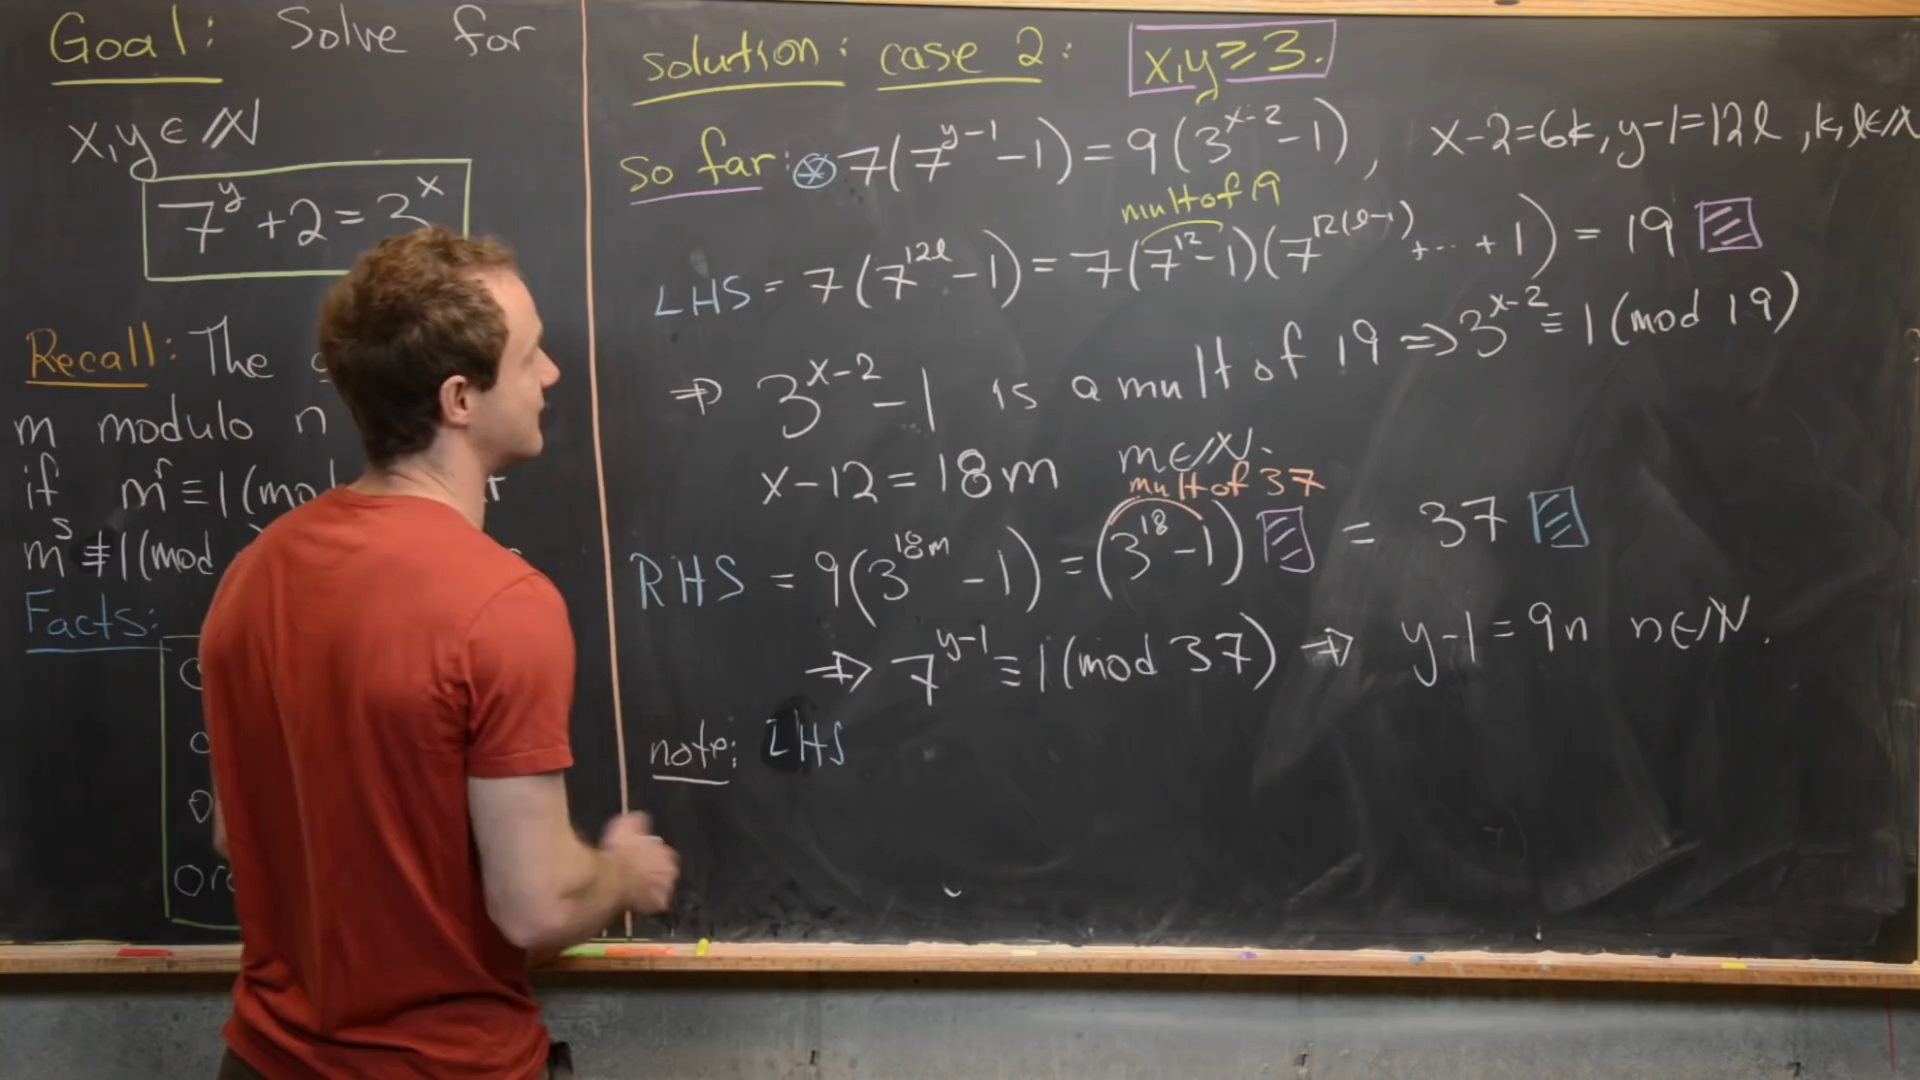 Goal: Solve for
x,y∈ℕ
7^y +2=3^x
Recall: The
m modulo n
if m^r≡1(mod
m^s≢1(mod
Facts:
solution: case 2: x,y≥3.
so far: ⊛ 7(7^{y-1}-1)=9(3^{x-2}-1), x-2=6k, y-1=12l, k,l∈ℕ
mult of 19
LHS = 7(7^{12l}-1)=7(7^{12}-1)(7^{12(l-1)}+...+1) = 19
⇒ 3^{x-2}-1 is a mult of 19 ⇒ 3^{x-2}≡1(mod 19)
x-12=18m m∈ℕ.
mult of 37
RHS = 9(3^{18m}-1)=(3^{18}-1) = 37
⇒ 7^{y-1}≡1(mod 37) ⇒ y-1=9n n∈ℕ.
note: LHS